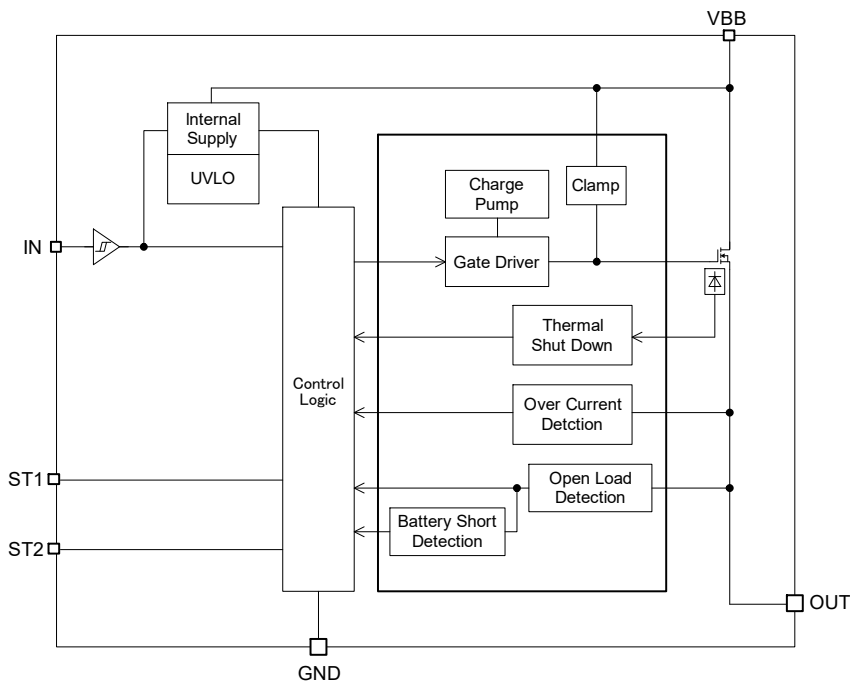 VBB
Internal
Supply
UVLO
Charge
Pump
Clamp
IN
Gate Driver
Thermal
Shut Down
Control
Logic
Over Current
Detction
ST1
Open Load
Detection
Battery Short
Detection
ST2
OUT
GND